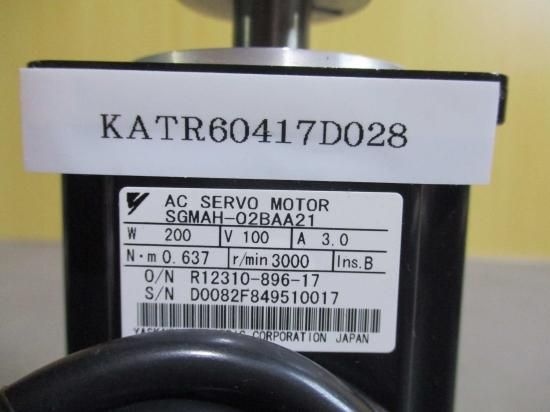 KATR60417D028
AC SERVO MOTOR
SGMAH-02BAA21
W 200 V 100 A 3.0
N·m 0.637 r/min 3000 Ins.B
O/N R12310-896-17
S/N D0082F849510017
CORPORATION JAPAN